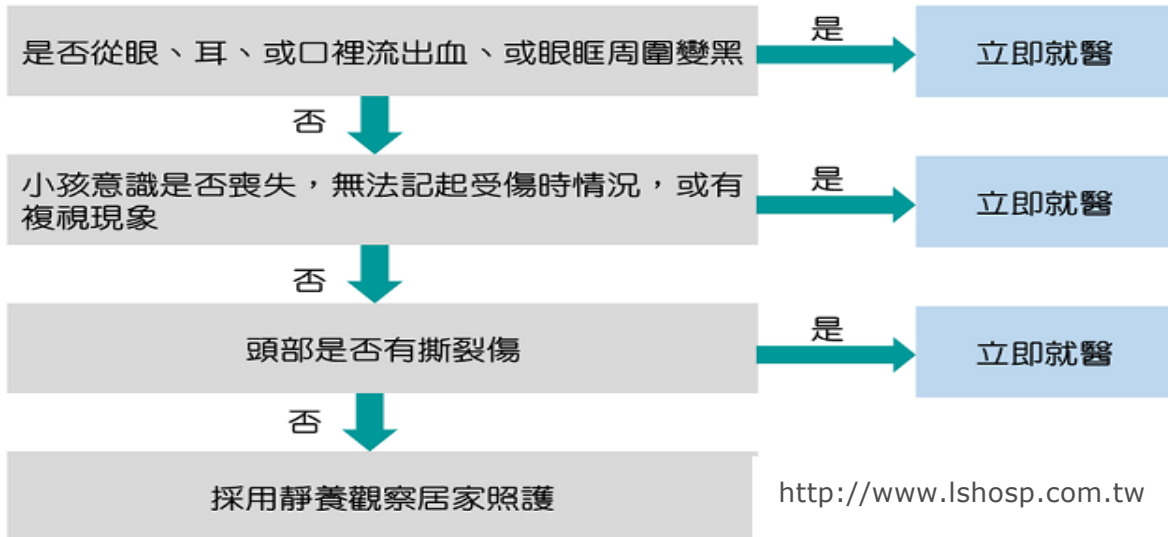 是否從眼、耳、或口裡流出血、或眼眶周圍變黑
是
立即就醫
否
小孩意識是否喪失，無法記起受傷時情況，或有
複視現象
是
立即就醫
否
頭部是否有撕裂傷
是
立即就醫
否
採用靜養觀察居家照護
http://www.lshosp.com.tw